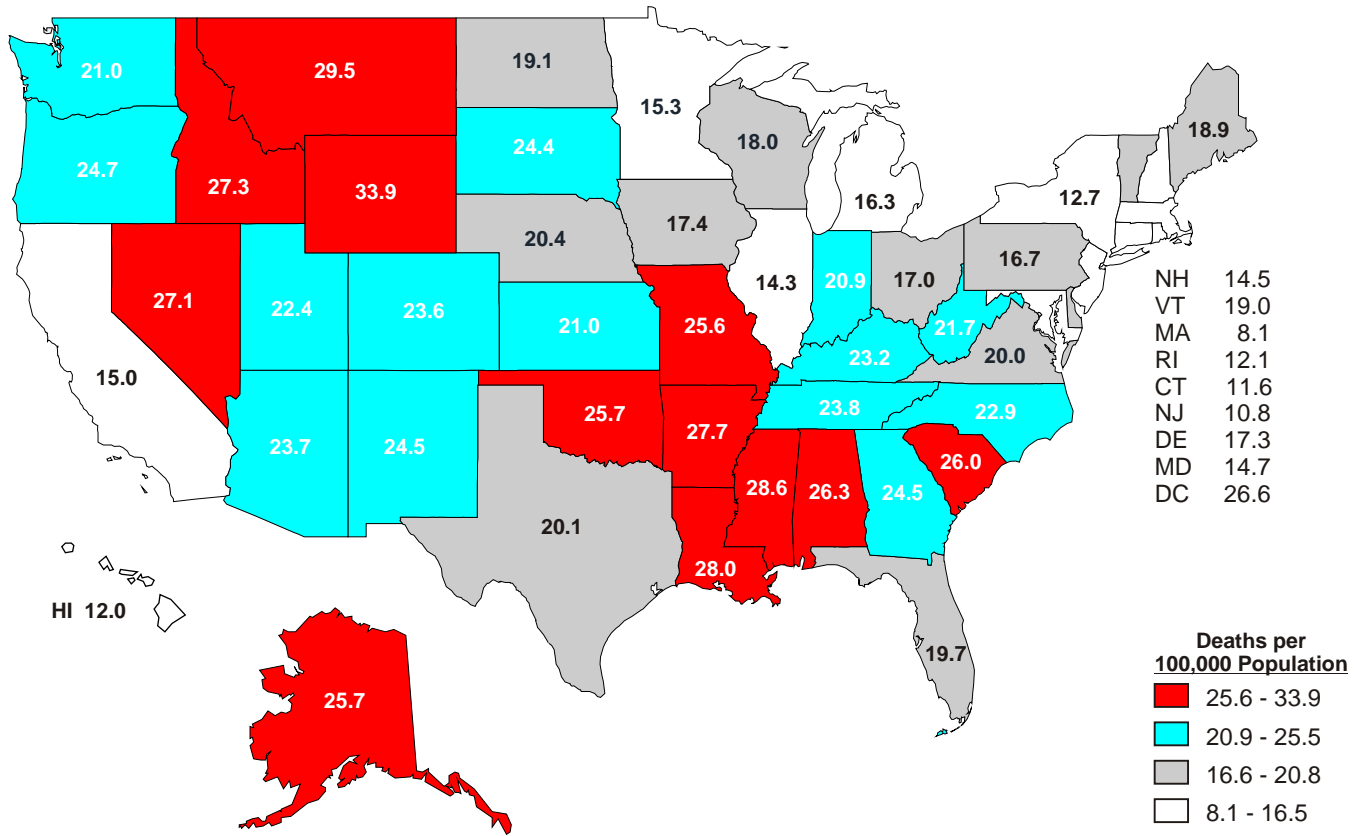 21.0
29.5
19.1
15.3
18.0
18.9
24.7
27.3
33.9
24.4
16.3
12.7
20.4
17.4
16.7
27.1
22.4
23.6
21.0
25.6
14.3
20.9
17.0
21.7
20.0
23.2
15.0
23.7
24.5
25.7
27.7
23.8
22.9
28.6
26.3
24.5
26.0
20.1
28.0
19.7
HI 12.0
25.7
NH 14.5
VT 19.0
MA 8.1
RI 12.1
CT 11.6
NJ 10.8
DE 17.3
MD 14.7
DC 26.6
Deaths per
100,000 Population
25.6 - 33.9
20.9 - 25.5
16.6 - 20.8
8.1 - 16.5